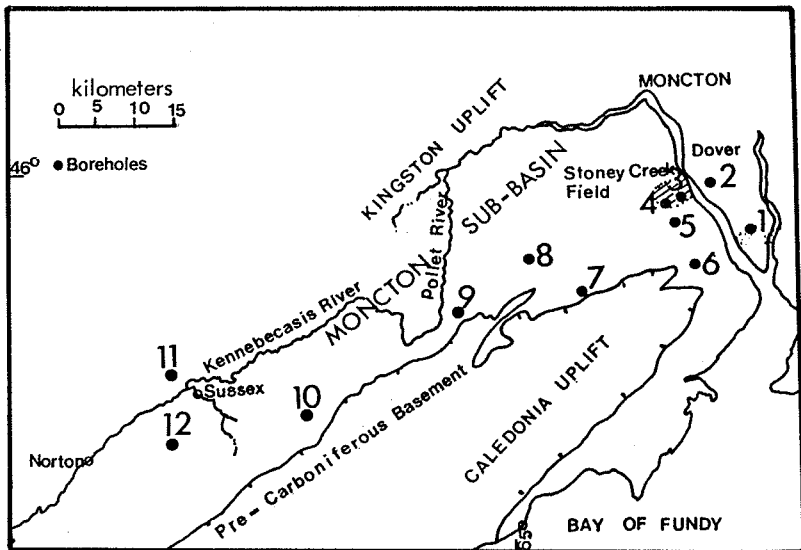 kilometers
0 5 10 15
MONCTON
KINGSTON UPLIFT
46°
Boreholes
Dover
2
Stoney Creek
Field
SUB-BASIN
4
1
5
Pollet River
8
6
7
MONCTON
9
Kennebecasis River
11
Sussex
10
CALEDONIA UPLIFT
12
Norton
Pre-Carboniferous Basement
65°
BAY OF FUNDY